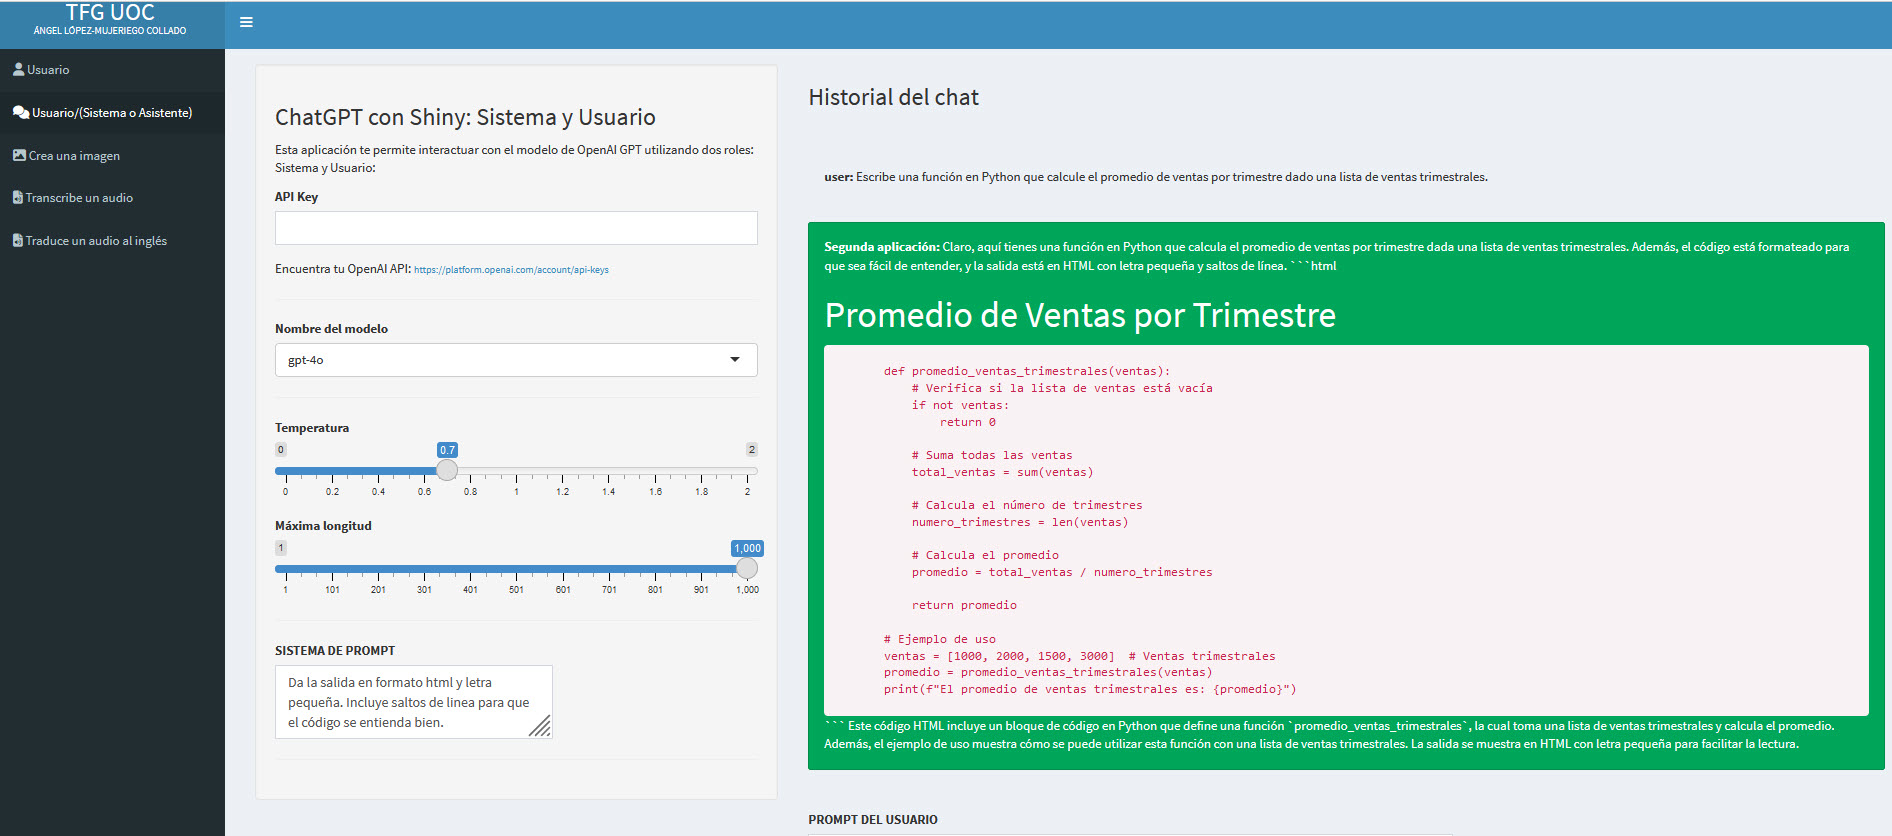 TFG UOC
ÁNGEL LÓPEZ-MUJERIEGO COLLADO
Usuario
Usuario/(Sistema o Asistente)
Crea una imagen
Transcribe un audio
Traduce un audio al inglés
ChatGPT con Shiny: Sistema y Usuario
Esta aplicación te permite interactuar con el modelo de OpenAI GPT utilizando dos roles:
Sistema y Usuario:
API Key
Encuentra tu OpenAI API: https://platform.openai.com/account/api-keys
Nombre del modelo
gpt-4o
Temperatura
0 0.7 2
0 0.2 0.4 0.6 0.8 1 1.2 1.4 1.6 1.8 2
Máxima longitud
1 1,000
1 101 201 301 401 501 601 701 801 901 1,000
SISTEMA DE PROMPT
Da la salida en formato html y letra
pequeña. Incluye saltos de linea para que
el código se entienda bien.
Historial del chat
user: Escribe una función en Python que calcule el promedio de ventas por trimestre dado una lista de ventas trimestrales.
Segunda aplicación: Claro, aquí tienes una función en Python que calcula el promedio de ventas por trimestre dada una lista de ventas trimestrales. Además, el código está formateado para
que sea fácil de entender, y la salida está en HTML con letra pequeña y saltos de línea. ```html
Promedio de Ventas por Trimestre
def promedio_ventas_trimestrales(ventas):
    # Verifica si la lista de ventas está vacía
    if not ventas:
        return 0
    # Suma todas las ventas
    total_ventas = sum(ventas)
    # Calcula el número de trimestres
    numero_trimestres = len(ventas)
    # Calcula el promedio
    promedio = total_ventas / numero_trimestres
    return promedio
# Ejemplo de uso
ventas = [1000, 2000, 1500, 3000]  # Ventas trimestrales
promedio = promedio_ventas_trimestrales(ventas)
print(f"El promedio de ventas trimestrales es: {promedio}")
``` Este código HTML incluye un bloque de código en Python que define una función `promedio_ventas_trimestrales`, la cual toma una lista de ventas trimestrales y calcula el promedio.
Además, el ejemplo de uso muestra cómo se puede utilizar esta función con una lista de ventas trimestrales. La salida se muestra en HTML con letra pequeña para facilitar la lectura.
PROMPT DEL USUARIO